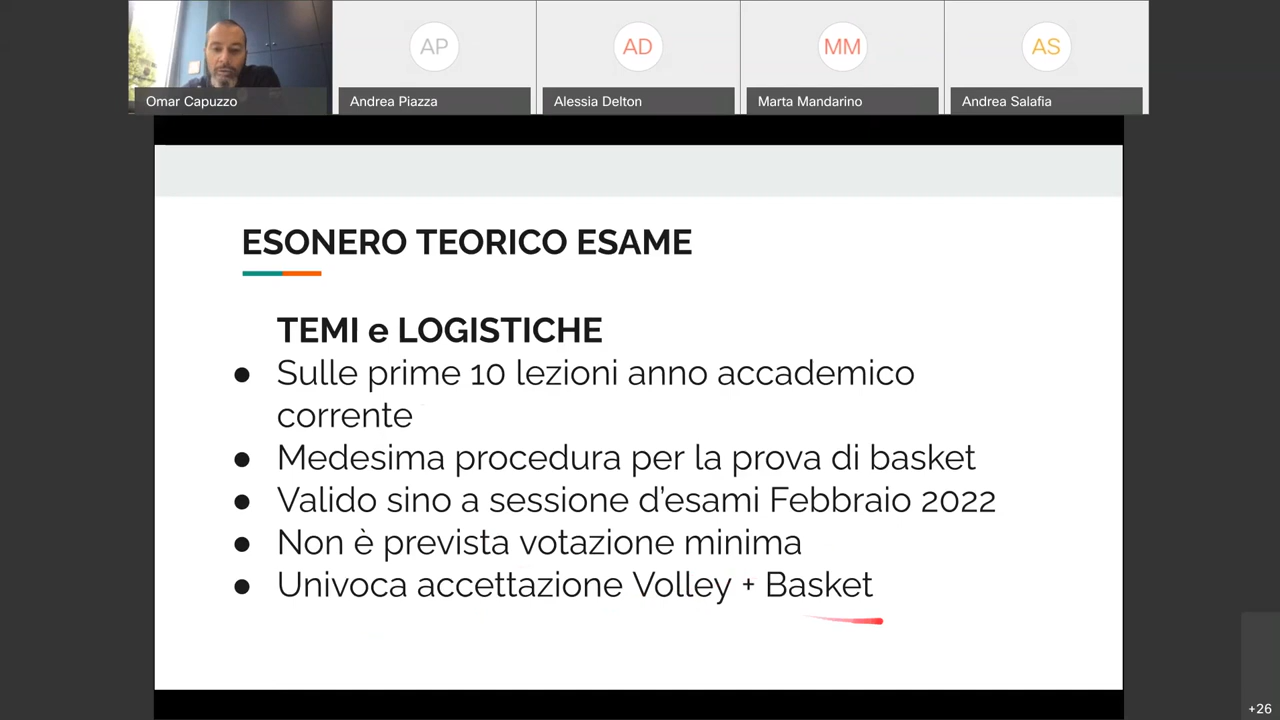 AP
AD
MM
AS
Omar Capuzzo
Andrea Piazza
Alessia Delton
Marta Mandarino
Andrea Salafia
ESONERO TEORICO ESAME
TEMI e LOGISTICHE
● Sulle prime 10 lezioni anno accademico
corrente
● Medesima procedura per la prova di basket
● Valido sino a sessione d’esami Febbraio 2022
● Non è prevista votazione minima
● Univoca accettazione Volley + Basket
+26